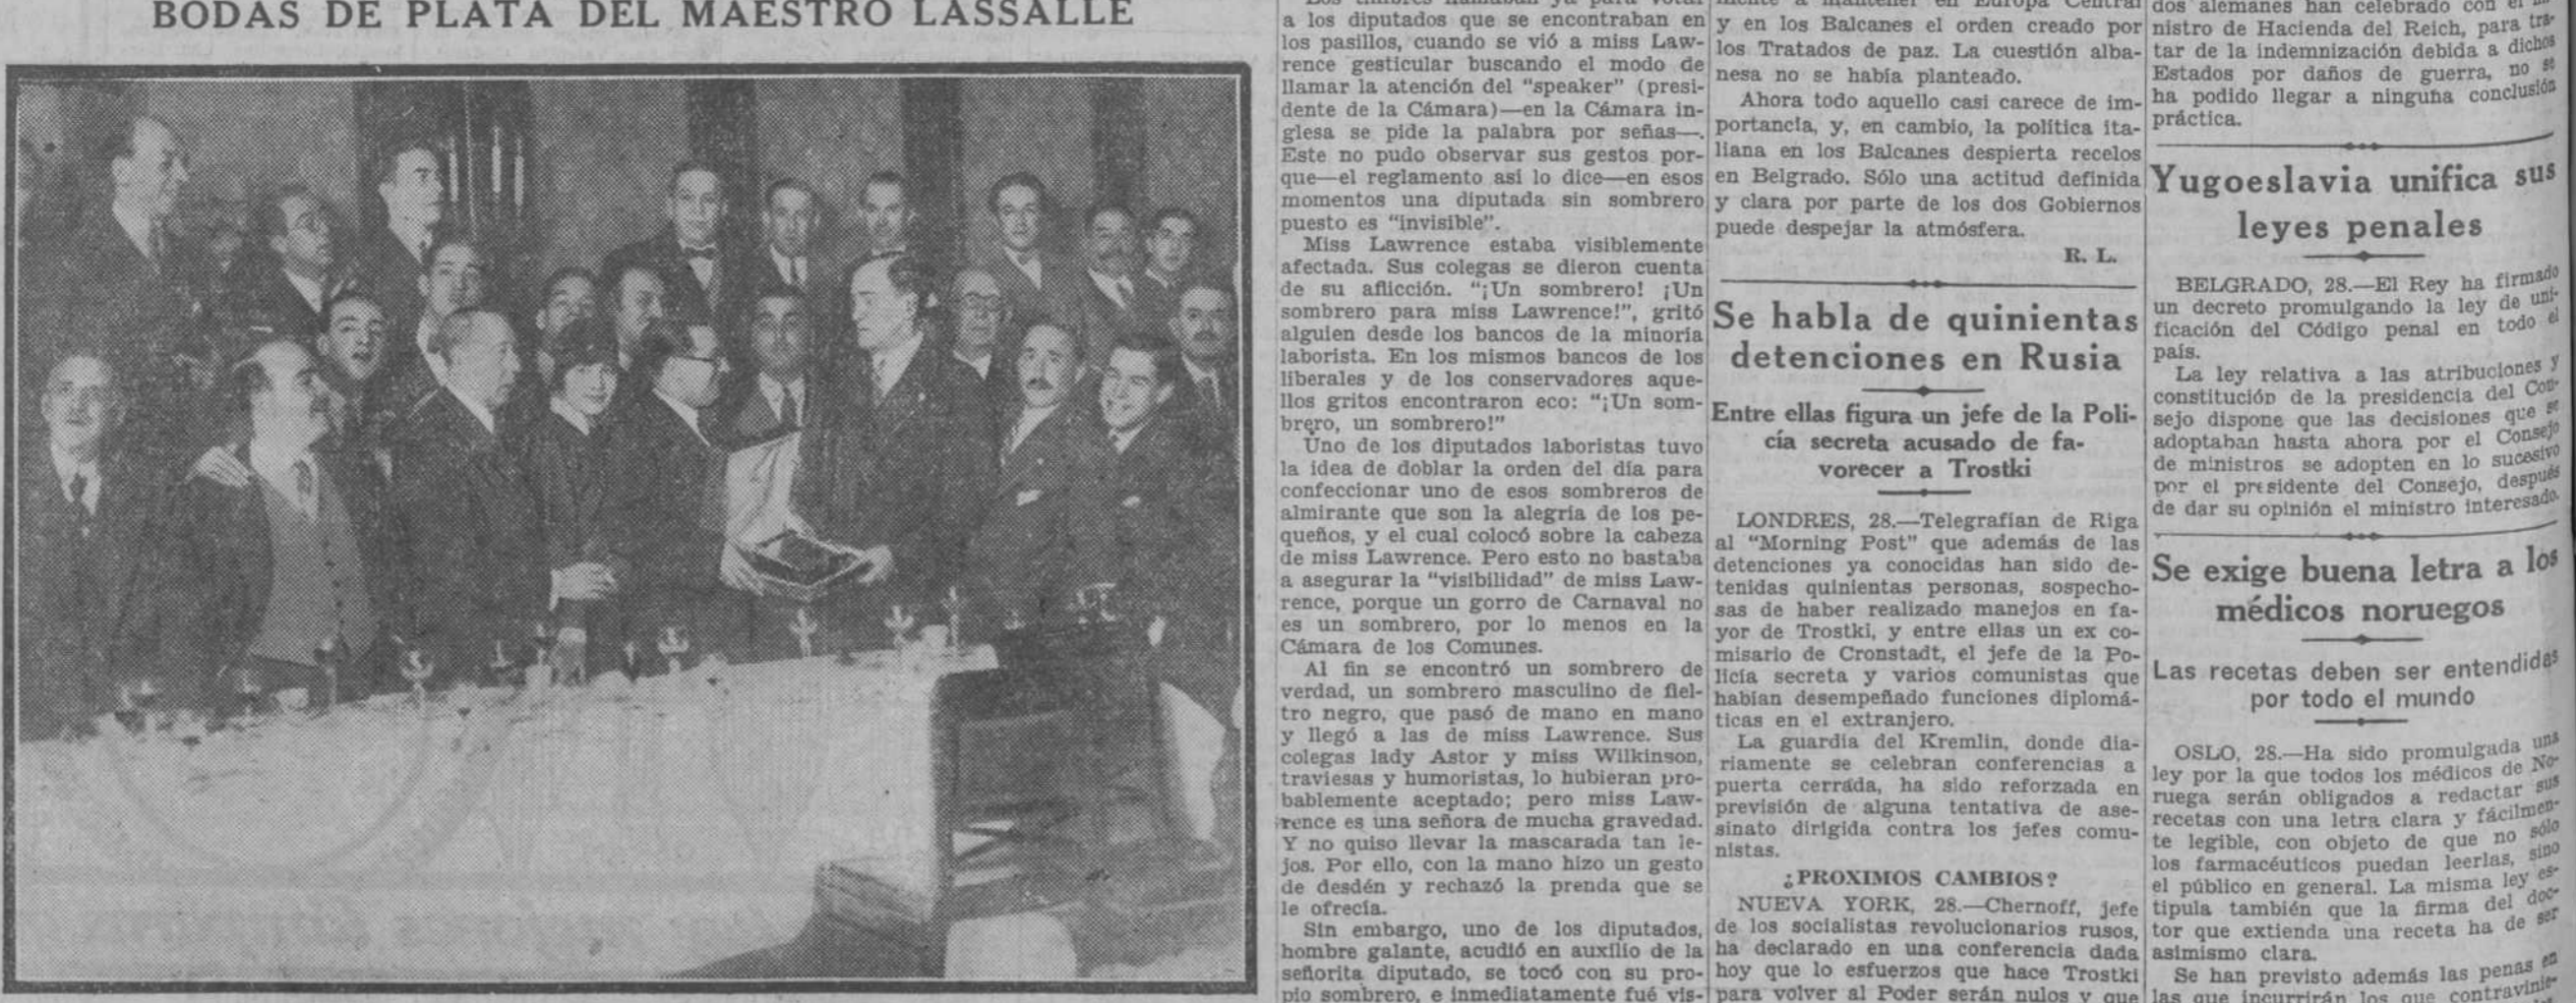 BODAS DE PLATA DEL MAESTRO LASSALLE
a los diputados que se encontraban en
los pasillos, cuando se vió a miss Law-
rence gesticular buscando el modo de
llamar la atención del "speaker" (presi-
dente de la Cámara)—en la Cámara in-
glesa se pide la palabra por señas—.
Este no pudo observar sus gestos por-
que—el reglamento así lo dice—en esos
momentos una diputada sin sombrero
puesto es "invisible".
Miss Lawrence estaba visiblemente
afectada. Sus colegas se dieron cuenta
de su aflicción. "¡Un sombrero! ¡Un
sombrero para miss Lawrence!", gritó
alguien desde los bancos de la minoría
laborista. En los mismos bancos de los
liberales y de los conservadores aque-
llos gritos encontraron eco: "¡Un som-
brero, un sombrero!"
Uno de los diputados laboristas tuvo
la idea de doblar la orden del día para
confeccionar uno de esos sombreros de
almirante que son la alegría de los pe-
queños, y el cual colocó sobre la cabeza
de miss Lawrence. Pero esto no bastaba
a asegurar la "visibilidad" de miss Law-
rence, porque un gorro de Carnaval no
es un sombrero, por lo menos en la
Cámara de los Comunes.
Al fin se encontró un sombrero de
verdad, un sombrero masculino de fiel-
tro negro, que pasó de mano en mano
y llegó a las de miss Lawrence. Sus
colegas lady Astor y miss Wilkinson,
traviesas y humoristas, lo hubieran pro-
bablemente aceptado; pero miss Law-
rence es una señora de mucha gravedad.
Y no quiso llevar la mascarada tan le-
jos. Por ello, con la mano hizo un gesto
de desdén y rechazó la prenda que se
le ofrecía.
Sin embargo, uno de los diputados,
hombre galante, acudió en auxilio de la
señorita diputado, se tocó con su pro-
pio sombrero, e inmediatamente fué vis-
y en los Balcanes el orden creado por
los Tratados de paz. La cuestión alba-
nesa no se había planteado.
Ahora todo aquello casi carece de im-
portancia, y, en cambio, la política ita-
liana en los Balcanes despierta recelos
en Belgrado. Sólo una actitud definida
y clara por parte de los dos Gobiernos
puede despejar la atmósfera.
R. L.
Se habla de quinientas
detenciones en Rusia
Entre ellas figura un jefe de la Poli-
cía secreta acusado de fa-
vorecer a Trostki
LONDRES, 28.—Telegrafían de Riga
al "Morning Post" que además de las
detenciones ya conocidas han sido de-
tenidas quinientas personas, sospecho-
sas de haber realizado manejos en fa-
yor de Trostki, y entre ellas un ex co-
misario de Cronstadt, el jefe de la Po-
licía secreta y varios comunistas que
habían desempeñado funciones diplomá-
ticas en el extranjero.
La guardia del Kremlin, donde dia-
riamente se celebran conferencias a
puerta cerrada, ha sido reforzada en
previsión de alguna tentativa de ase-
sinato dirigida contra los jefes comu-
nistas.
¿PROXIMOS CAMBIOS?
NUEVA YORK, 28.—Chernoff, jefe
de los socialistas revolucionarios rusos,
ha declarado en una conferencia dada
hoy que lo esfuerzos que hace Trostki
para volver al Poder serán nulos y que
dos alemanes han celebrado con el
nistro de Hacienda del Reich, para tra-
tar de la indemnización debida a dichos
Estados por daños de guerra, no se
ha podido llegar a ninguna conclusión
práctica.
Yugoeslavia unifica sus
leyes penales
BELGRADO, 28.—El Rey ha firmado
un decreto promulgando la ley de uni-
ficación del Código penal en todo el
país.
La ley relativa a las atribuciones y
constitución de la presidencia del Con-
sejo dispone que las decisiones que se
adoptaban hasta ahora por el Consejo
de ministros se adopten en lo sucesivo
por el presidente del Consejo, después
de dar su opinión el ministro interesado.
Se exige buena letra a los
médicos noruegos
Las recetas deben ser entendidas
por todo el mundo
OSLO, 28.—Ha sido promulgada una
ley por la que todos los médicos de No-
ruega serán obligados a redactar sus
recetas con una letra clara y fácilmen-
te legible, con objeto de que no sólo
los farmacéuticos puedan leerlas, sino
el público en general. La misma ley es-
tipula también que la firma del doc-
tor que extienda una receta ha de ser
asimismo clara.
Se han previsto además las penas en
las que incurrirán los que contravinie-